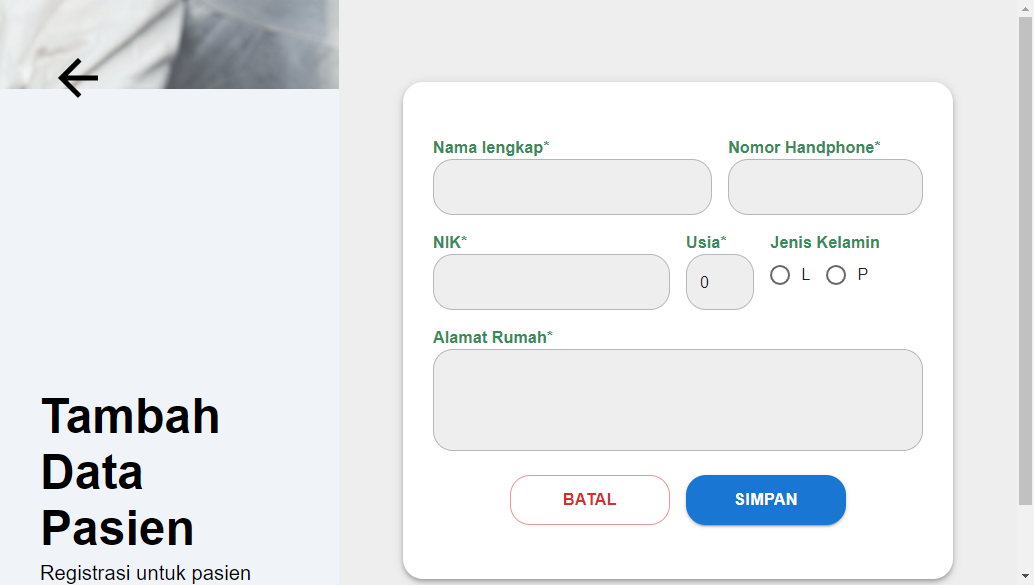 Nama lengkap*
Nomor Handphone*
NIK*
Usia*
Jenis Kelamin
0
L
P
Alamat Rumah*
BATAL
SIMPAN
Tambah
Data
Pasien
Registrasi untuk pasien